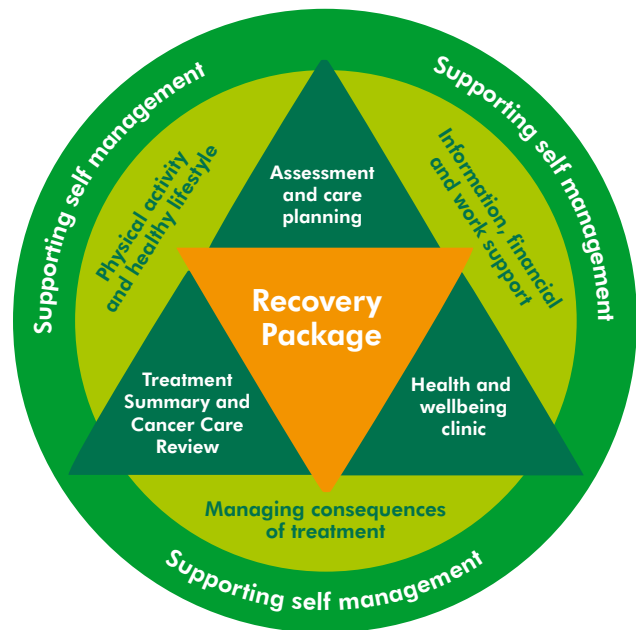 Supporting self management
Supporting self management
Physical activity
and healthy lifestyle
Information, financial
and work support
Assessment
and care
planning
Recovery
Package
Treatment
Summary and
Cancer Care
Review
Health and
wellbeing
clinic
Managing consequences
of treatment
Supporting self management